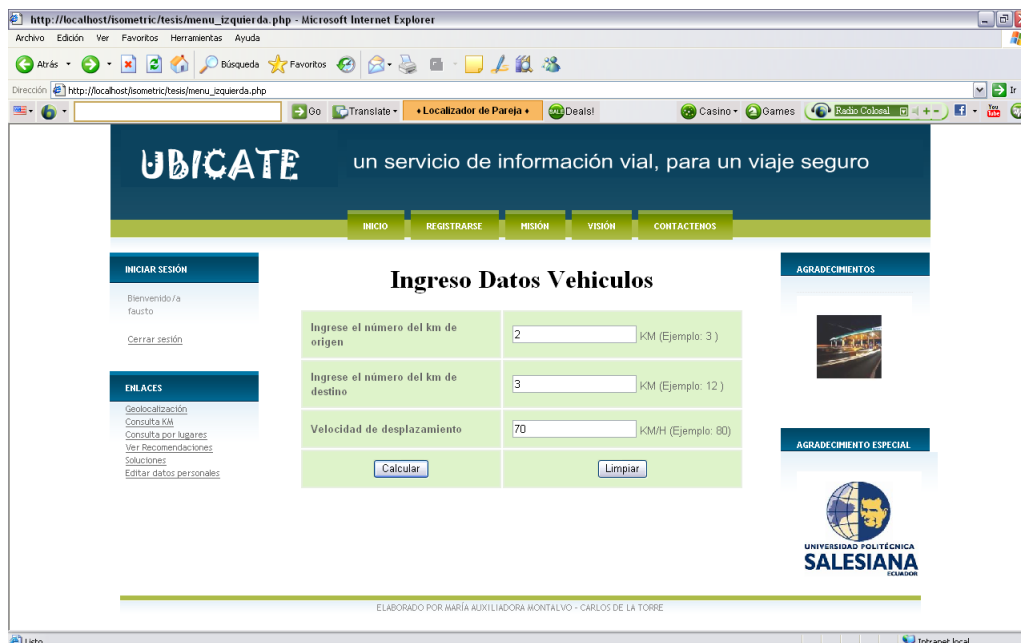 http://localhost/isometric/tesis/menu_izquierda.php - Microsoft Internet Explorer
Archivo Edición Ver Favoritos Herramientas Ayuda
Atrás Búsqueda Favoritos
Dirección http://localhost/isometric/tesis/menu_izquierda.php Ir
Go Translate Localizador de Pareja Deals! Casino Games Radio Colosal You Tube
UBICATE un servicio de información vial, para un viaje seguro
INICIO REGISTRARSE MISIÓN VISIÓN CONTACTENOS
INICIAR SESIÓN
Bienvenido/a
fausto
Cerrar sesión
ENLACES
Geolocalización
Consulta KM
Consulta por lugares
Ver Recomendaciones
Soluciones
Editar datos personales
Ingreso Datos Vehiculos
Ingrese el número del km de
origen
2 KM (Ejemplo: 3 )
Ingrese el número del km de
destino
3 KM (Ejemplo: 12 )
Velocidad de desplazamiento 70 KM/H (Ejemplo: 80)
Calcular Limpiar
AGRADECIMIENTOS
AGRADECIMIENTO ESPECIAL
UNIVERSIDAD POLITÉCNICA
SALESIANA
ECUADOR
ELABORADO POR MARÍA AUXILIADORA MONTALVO - CARLOS DE LA TORRE
Listo Intranet local